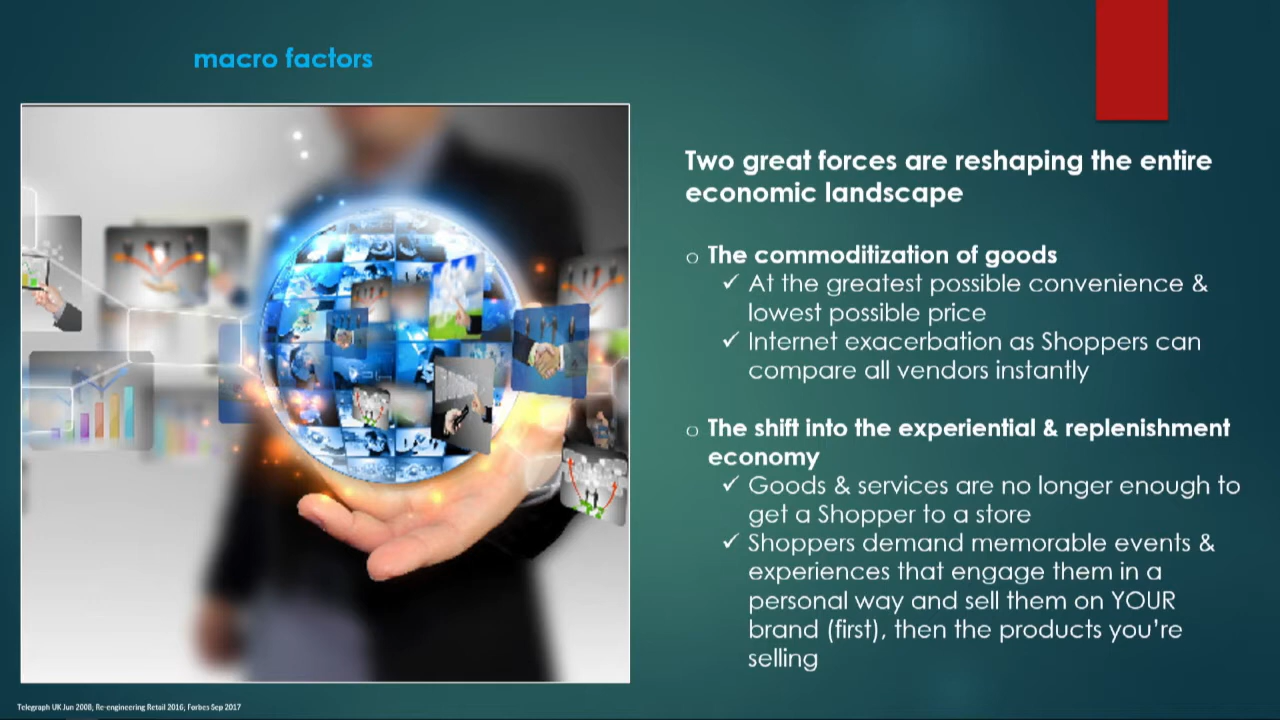 macro factors
Two great forces are reshaping the entire
economic landscape
o The commoditization of goods
✓ At the greatest possible convenience &
lowest possible price
✓ Internet exacerbation as Shoppers can
compare all vendors instantly
o The shift into the experiential & replenishment
economy
✓ Goods & services are no longer enough to
get a Shopper to a store
✓ Shoppers demand memorable events &
experiences that engage them in a
personal way and sell them on YOUR
brand (first), then the products you're
selling
Telegraph UK Jun 2008; Re-engineering Retail 2016; Forbes Sep 2017